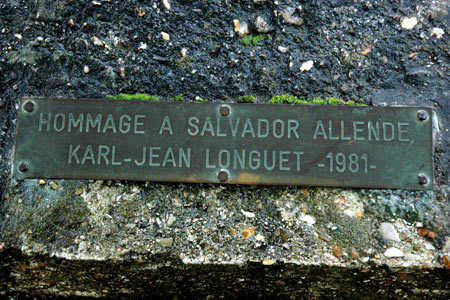 HOMMAGE A SALVADOR ALLENDE,
KARL-JEAN LONGUET -1981-